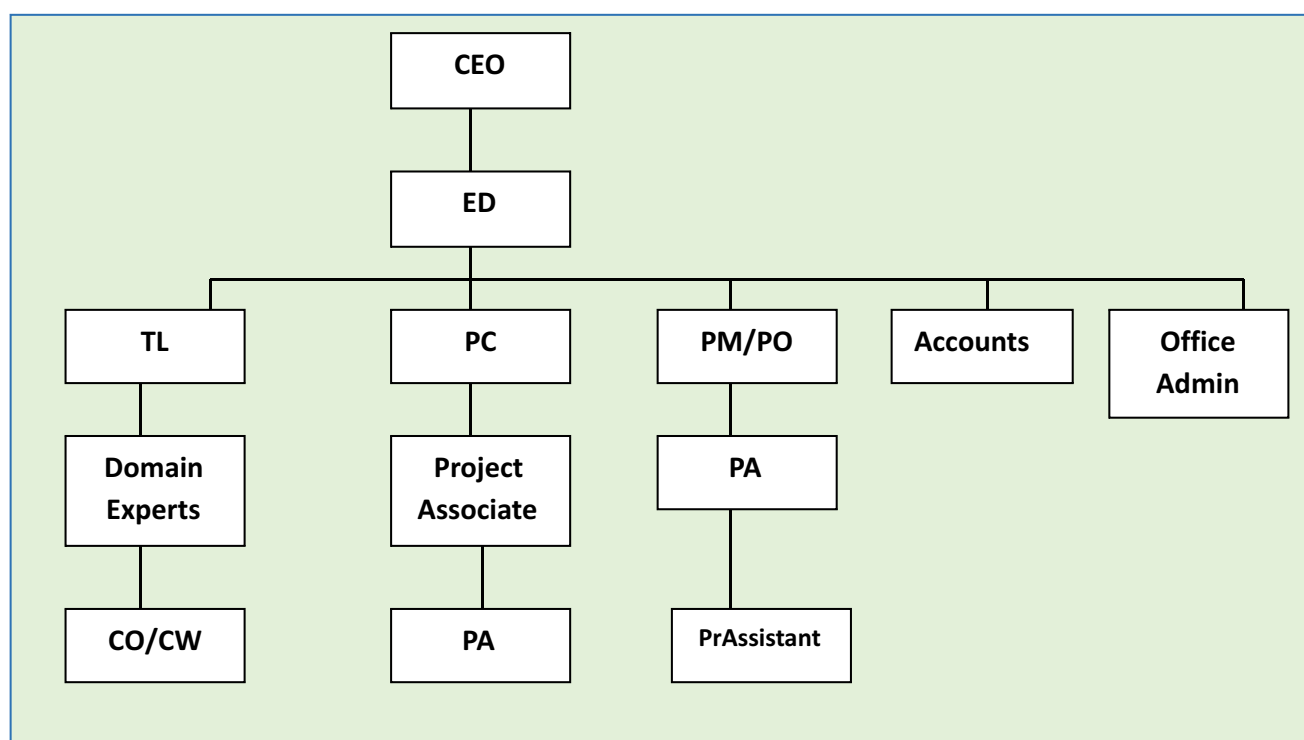 CEO
ED
TL
PC
PM/PO
Accounts
Office
Admin
Domain
Experts
Project
Associate
PA
CO/CW
PA
PrAssistant